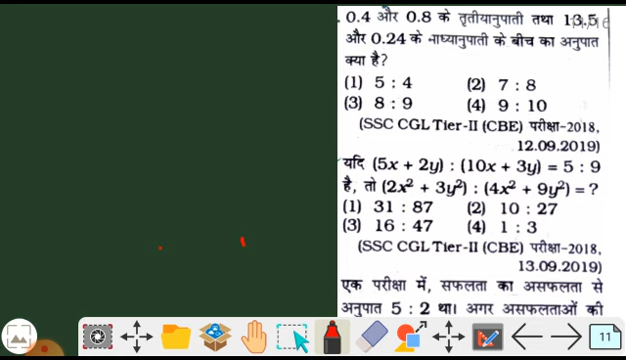 0.4 और 0.8 के तृतीयानुपाती तथा 13.5
और 0.24 के माध्यानुपाती के बीच का अनुपात
क्या है?
(1) 5 : 4 (2) 7 : 8
(3) 8 : 9 (4) 9 : 10
(SSC CGL Tier-II (CBE) परीक्षा-2018,
12.09.2019)
यदि (5x + 2y) : (10x + 3y) = 5 : 9
है, तो (2x² + 3y²) : (4x² + 9y²) = ?
(1) 31 : 87 (2) 10 : 27
(3) 16 : 47 (4) 1 : 3
(SSC CGL Tier-II (CBE) परीक्षा-2018,
13.09.2019)
एक परीक्षा में, सफलता का असफलता से
अनुपात 5 : 2 था। अगर असफलताओं की
11